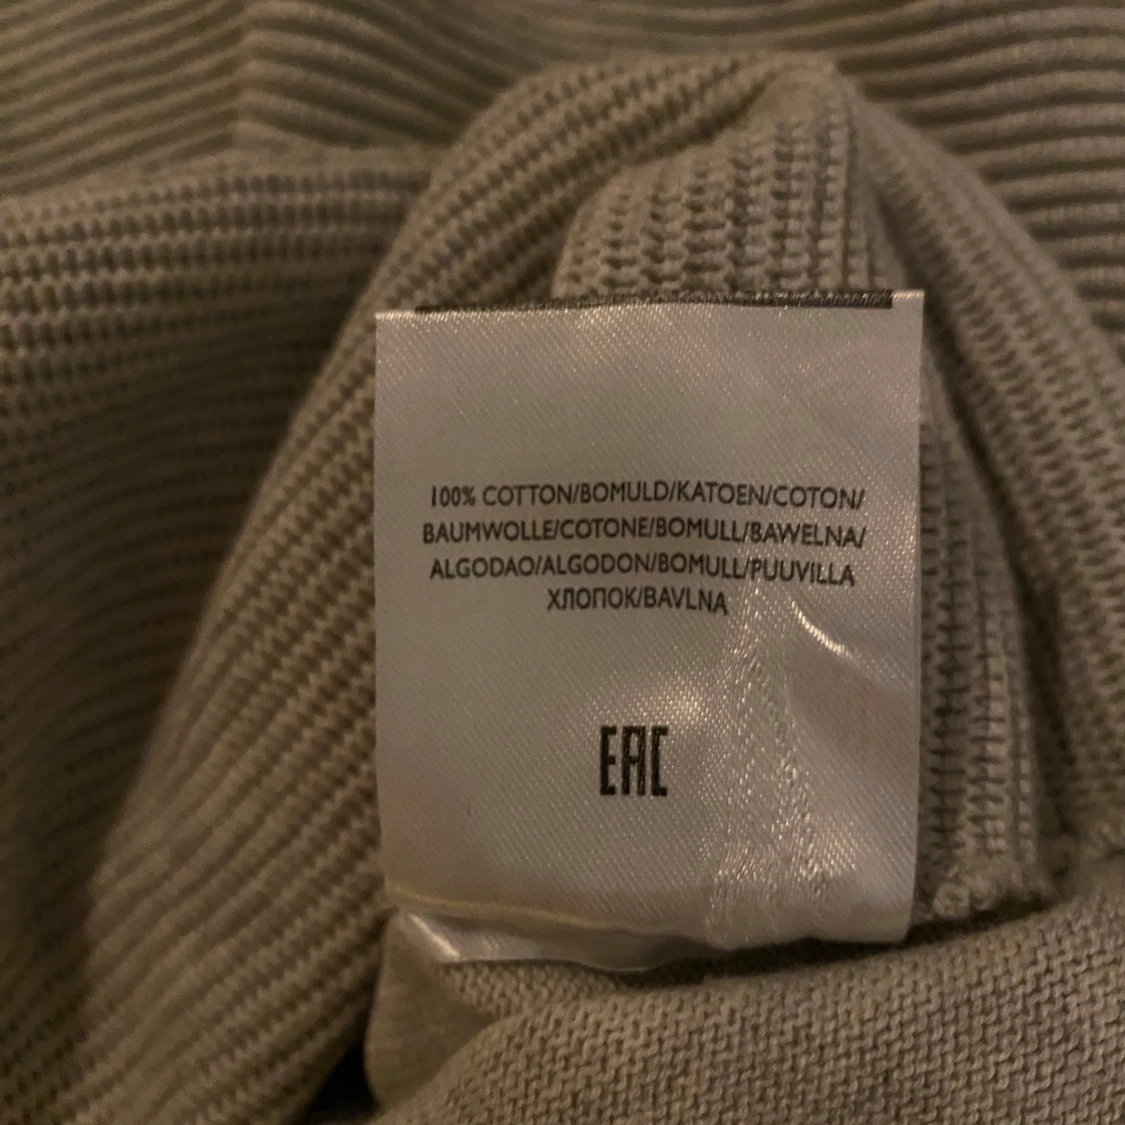 100% COTTON/BOMULD/KATOEN/COTON/
BAUMWOLLE/COTONE/BOMULL/BAWELNA/
ALGODAO/ALGODON/BOMULL/PUUVILLA
ХЛОПОК/BAVLNA
EAC